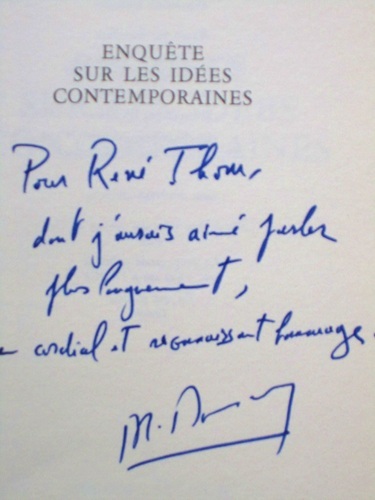 ENQUÊTE
SUR LES IDÉES
CONTEMPORAINES
Pour René Thom,
dont j'aurais aimé parler
plus longuement,
cordial et reconnaissant hommage.
M.